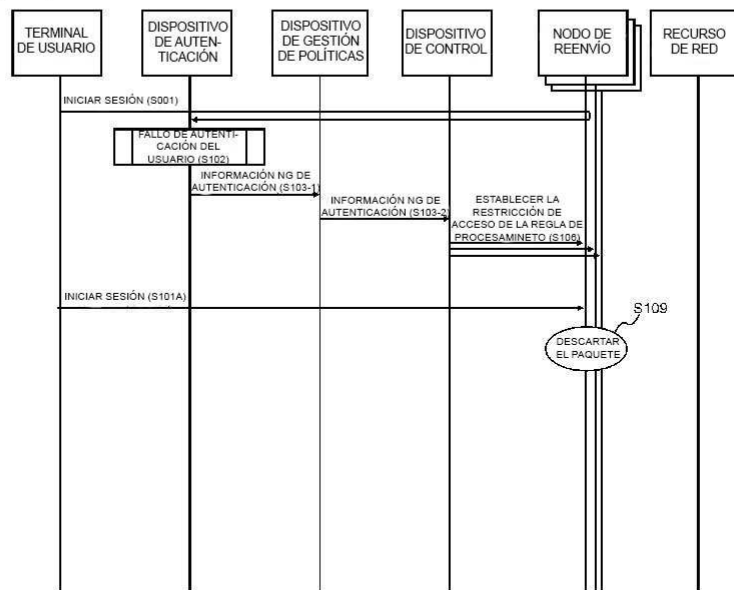 TERMINAL
DE USUARIO
DISPOSITIVO
DE AUTEN-
TICACIÓN
DISPOSITIVO
DE GESTIÓN
DE POLÍTICAS
DISPOSITIVO
DE CONTROL
NODO DE
REENVÍO
RECURSO
DE RED
INICIAR SESIÓN (S001)
FALLO DE AUTENTI-
CACIÓN DEL
USUARIO (S102)
INFORMACIÓN NG DE
AUTENTICACIÓN (S103-1)
INFORMACIÓN NG DE
AUTENTICACIÓN (S103-2)
ESTABLECER LA
RESTRICCIÓN DE
ACCESO DE LA REGLA DE
PROCESAMINETO (S106)
INICIAR SESIÓN (S101A)
S109
DESCARTAR
EL PAQUETE